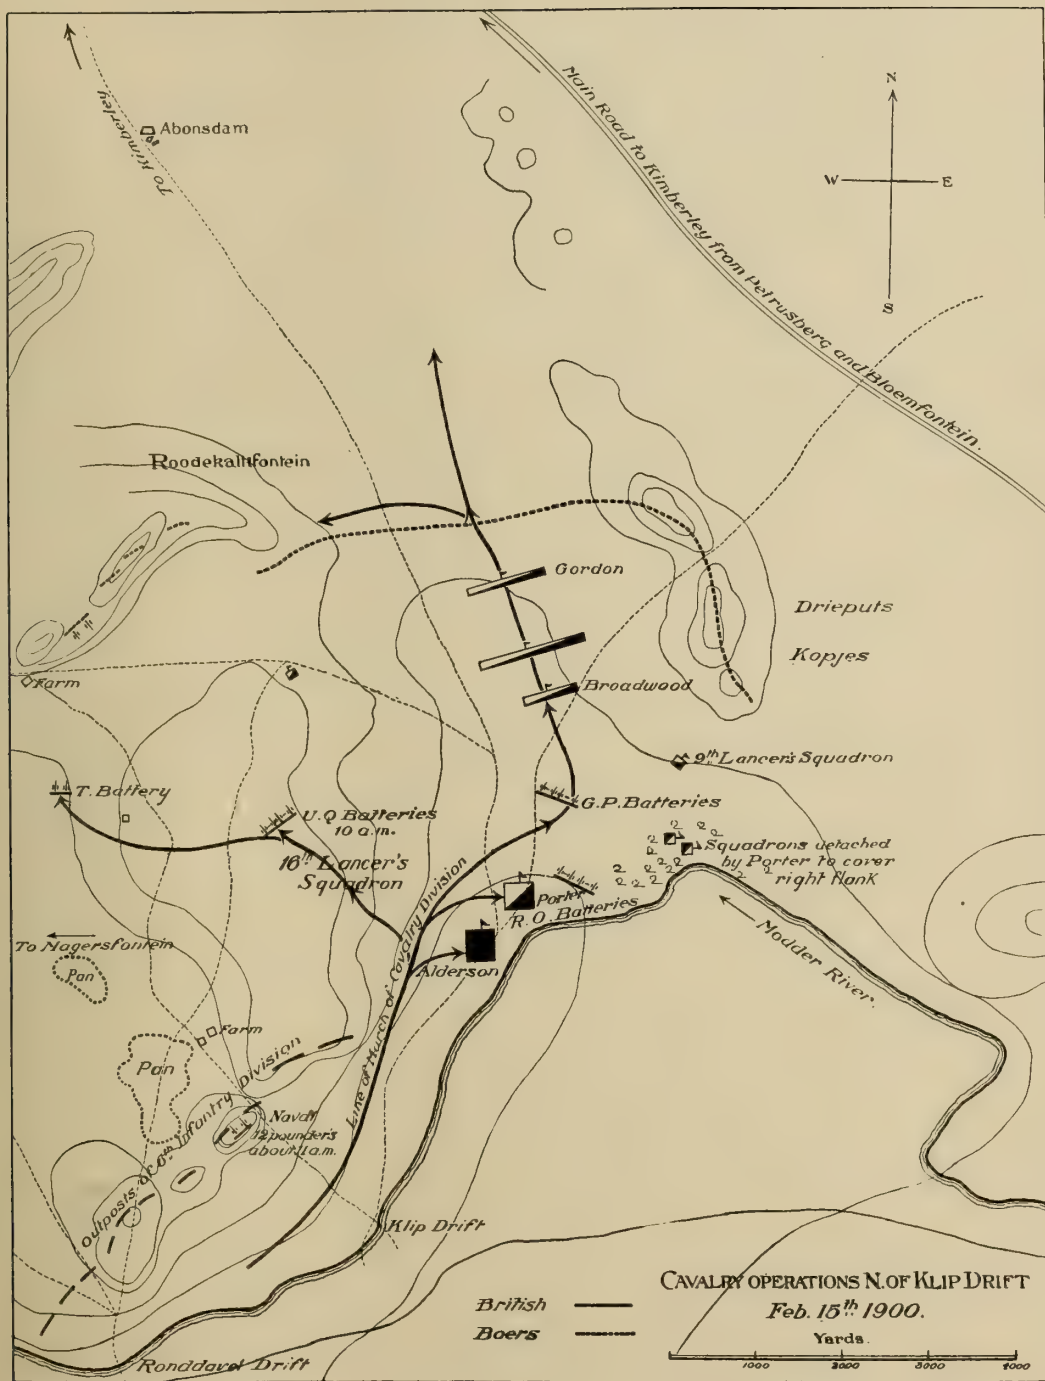 Main Road to Kimberley from Petrusberg and Bloemfontein.
N
W
E
S
To Kimberley
Abonsdam
Roodekallfontein
Gordon
Drieputs
Kopjes
Broadwood
Farm
9th Lancer's Squadron
T. Battery
U.Q Batteries
10 a.m.
G.P. Batteries
16th Lancer's
Squadron
Squadrons detached
by Porter to cover
right flank
Porter
R.O. Batteries
Alderson
To Magersfontein
Pan
Modder River.
Line of March of Cavalry Division
Farm
Pan
Outposts of 6th Infantry Division
Naval
12 pounder's
about 11 a.m.
Klip Drift
Ronddavel Drift
British
Boers
CAVALRY OPERATIONS N. OF KLIP DRIFT
Feb. 15th 1900.
Yards.
1000 2000 3000 4000